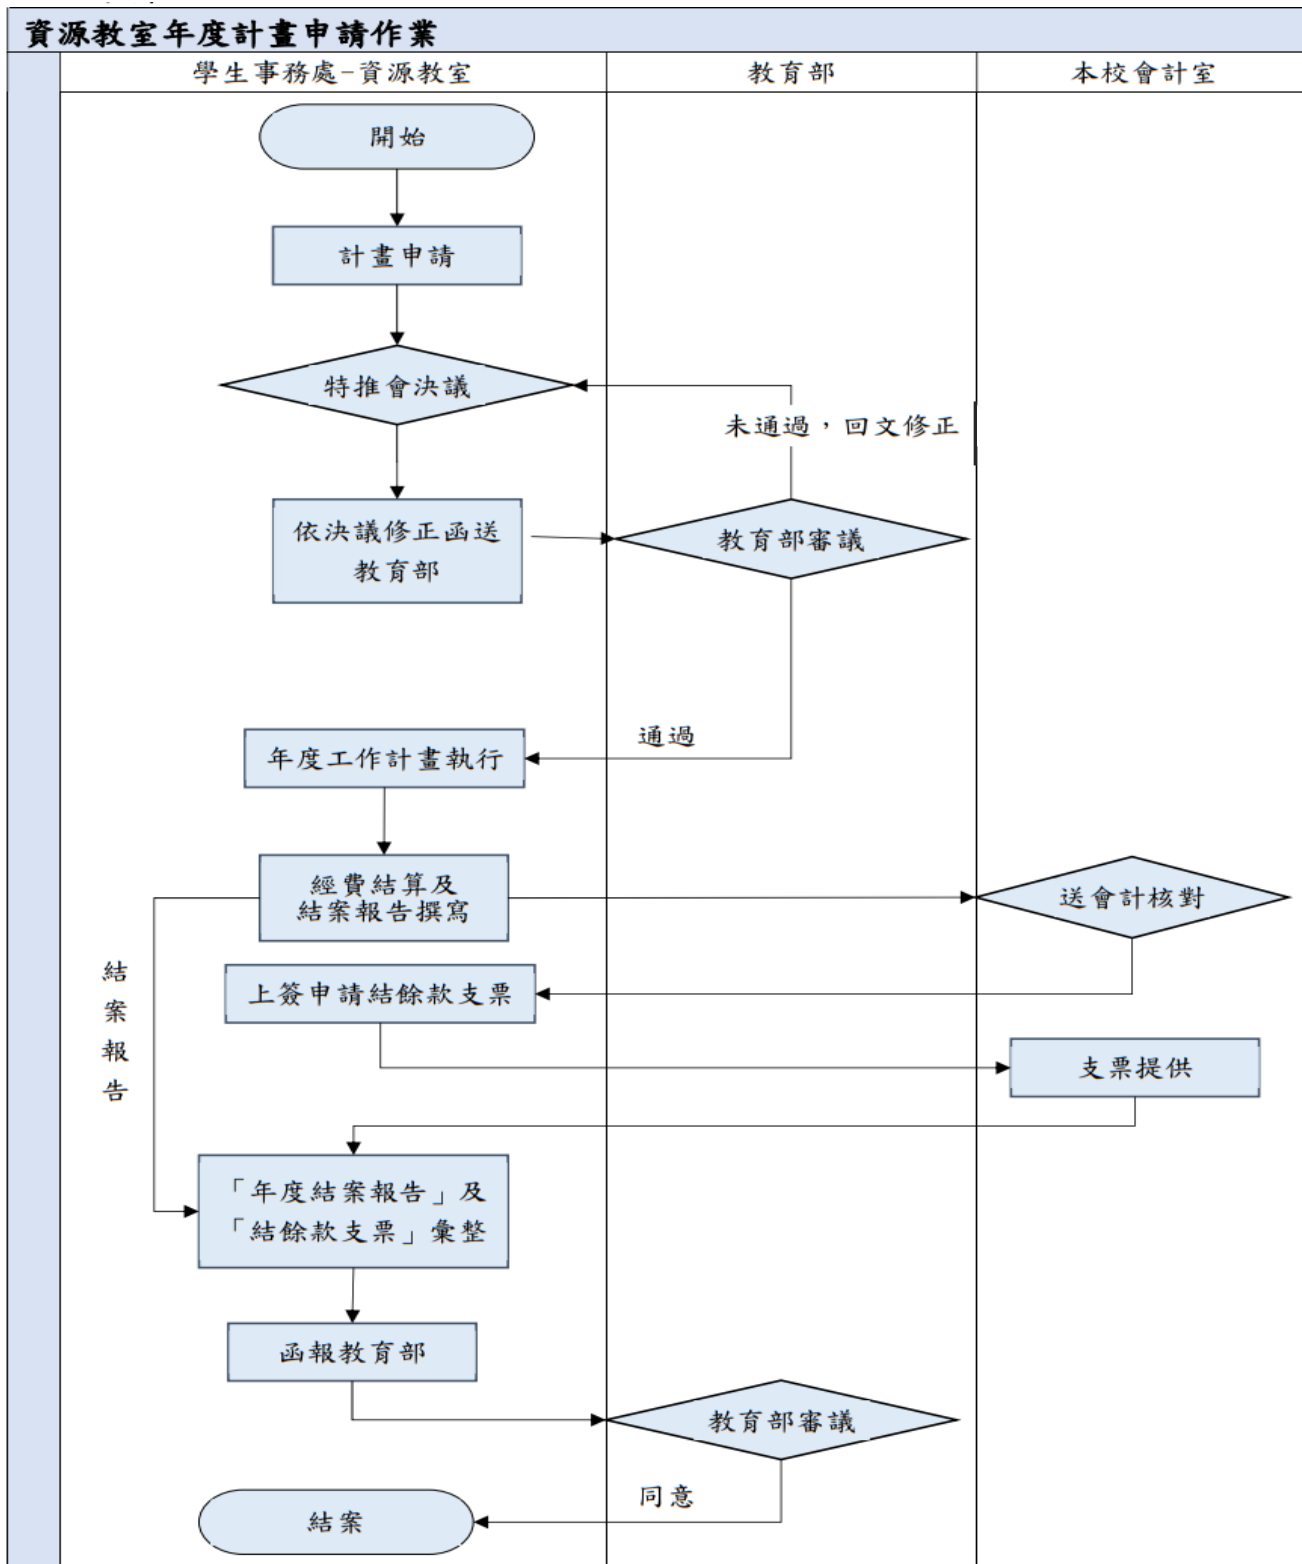 資源教室年度計畫申請作業
學生事務處-資源教室
教育部
本校會計室
開始
計畫申請
特推會決議
未通過，回文修正
依決議修正函送
教育部
教育部審議
通過
年度工作計畫執行
經費結算及
結案報告撰寫
送會計核對
結
案
報
告
上簽申請結餘款支票
支票提供
「年度結案報告」及
「結餘款支票」彙整
函報教育部
教育部審議
同意
結案